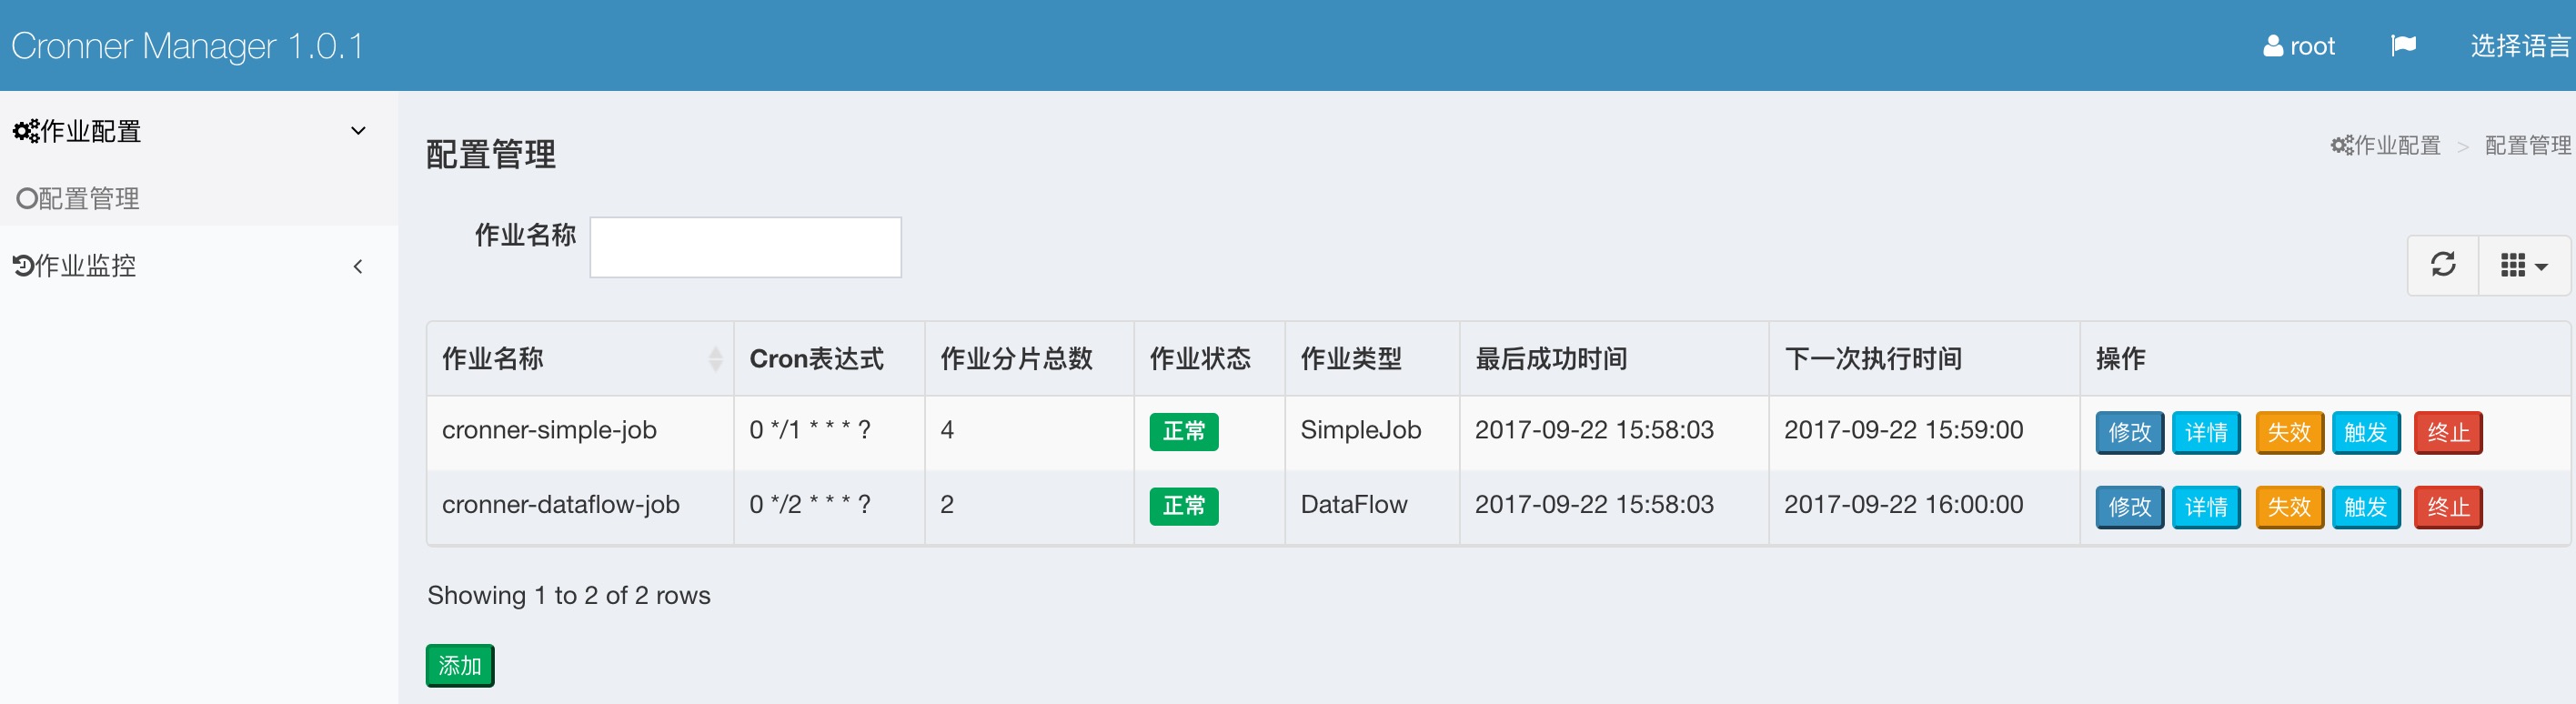 Cronner Manager 1.0.1
root 选择语言
作业配置
配置管理
作业监控
配置管理
作业配置 > 配置管理
作业名称
作业名称 Cron表达式 作业分片总数 作业状态 作业类型 最后成功时间 下一次执行时间 操作
cronner-simple-job 0 */1 * * * ? 4 正常 SimpleJob 2017-09-22 15:58:03 2017-09-22 15:59:00 修改 详情 失效 触发 终止
cronner-dataflow-job 0 */2 * * * ? 2 正常 DataFlow 2017-09-22 15:58:03 2017-09-22 16:00:00 修改 详情 失效 触发 终止
Showing 1 to 2 of 2 rows
添加